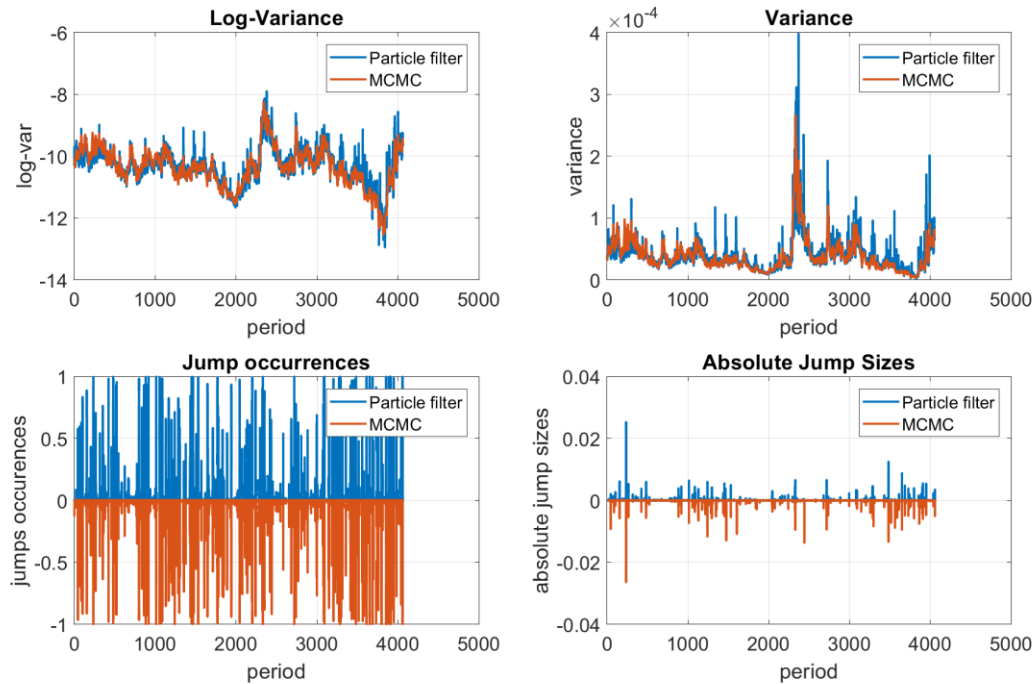 Log-Variance
-6
-8
-10
-12
-14
log-var
0
1000
2000
3000
4000
5000
period
Particle filter
MCMC
Variance
×10⁻⁴
4
3
2
1
0
variance
0
1000
2000
3000
4000
5000
period
Particle filter
MCMC
Jump occurrences
1
0.5
0
-0.5
-1
jumps occurences
0
1000
2000
3000
4000
5000
period
Particle filter
MCMC
Absolute Jump Sizes
0.04
0.02
0
-0.02
-0.04
absolute jump sizes
0
1000
2000
3000
4000
5000
period
Particle filter
MCMC